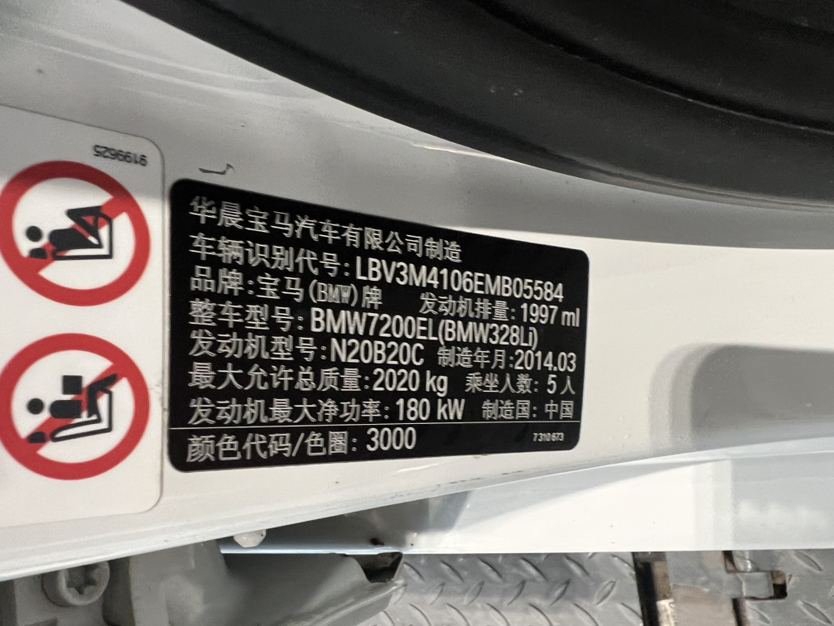 9199625
华晨宝马汽车有限公司制造
车辆识别代号: LBV3M4106EMB05584
品牌: 宝马(BMW)牌 发动机排量: 1997 ml
整车型号: BMW7200EL(BMW328Li)
发动机型号: N20B20C 制造年月: 2014.03
最大允许总质量: 2020 kg 乘坐人数: 5 人
发动机最大净功率: 180 kW 制造国: 中国
颜色代码/色圈: 3000 7310673